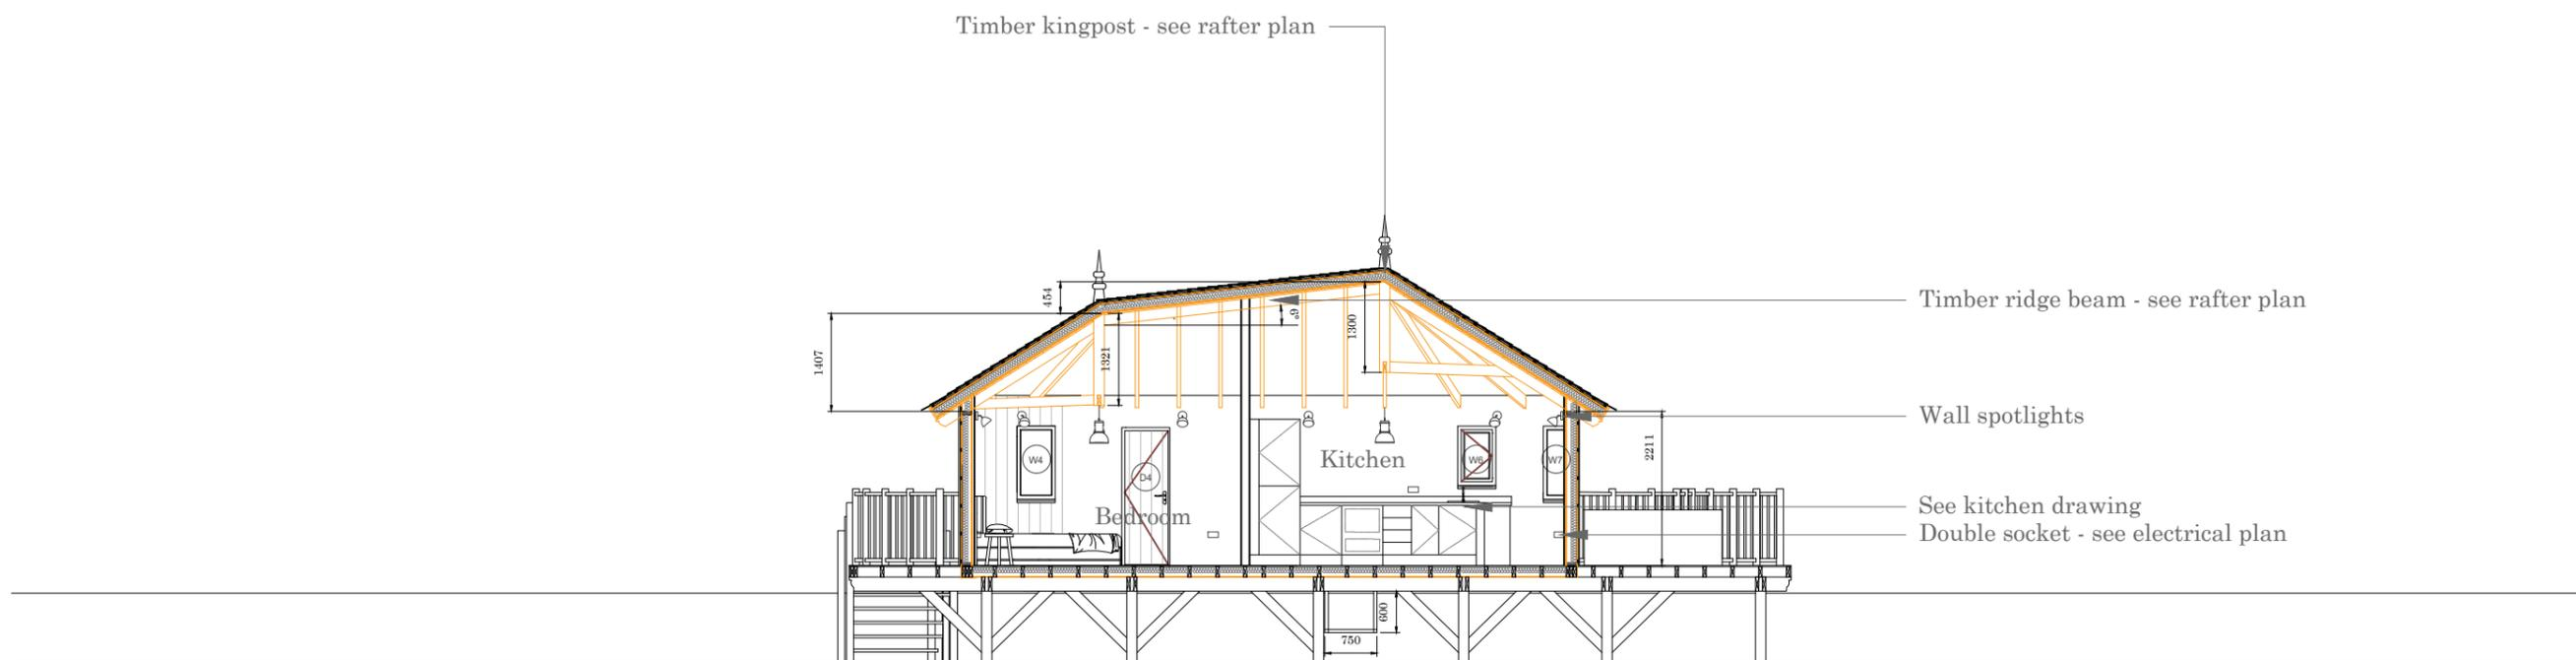 Timber kingpost - see rafter plan
454
6°
Timber ridge beam - see rafter plan
1300
1407
1321
Wall spotlights
2211
W4
Kitchen
W6
W7
D4
See kitchen drawing
Bedroom
Double socket - see electrical plan
600
750